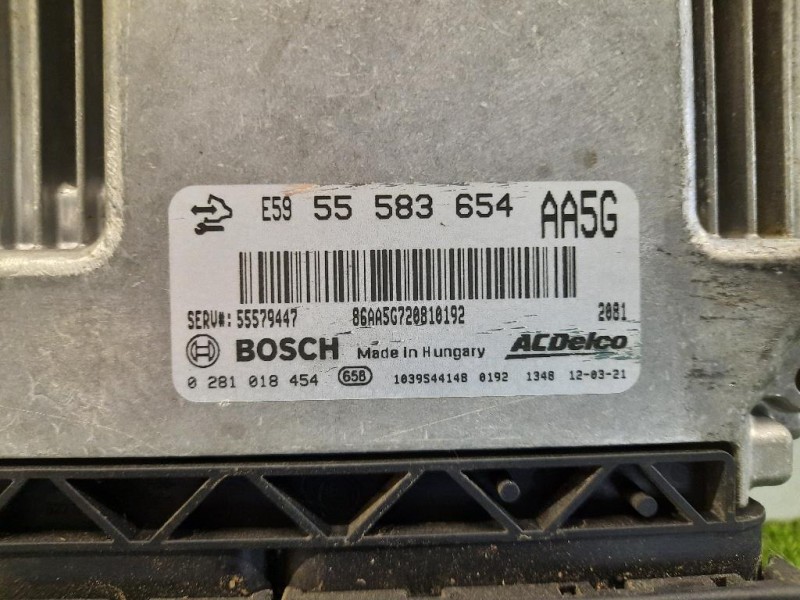 E59 55 583 654 AA5G
SERV#: 55579447 86AA5G720810192 2081
BOSCH Made in Hungary ACDelco
0 281 018 454 65B 1039S44148 0192 1348 12-03-21